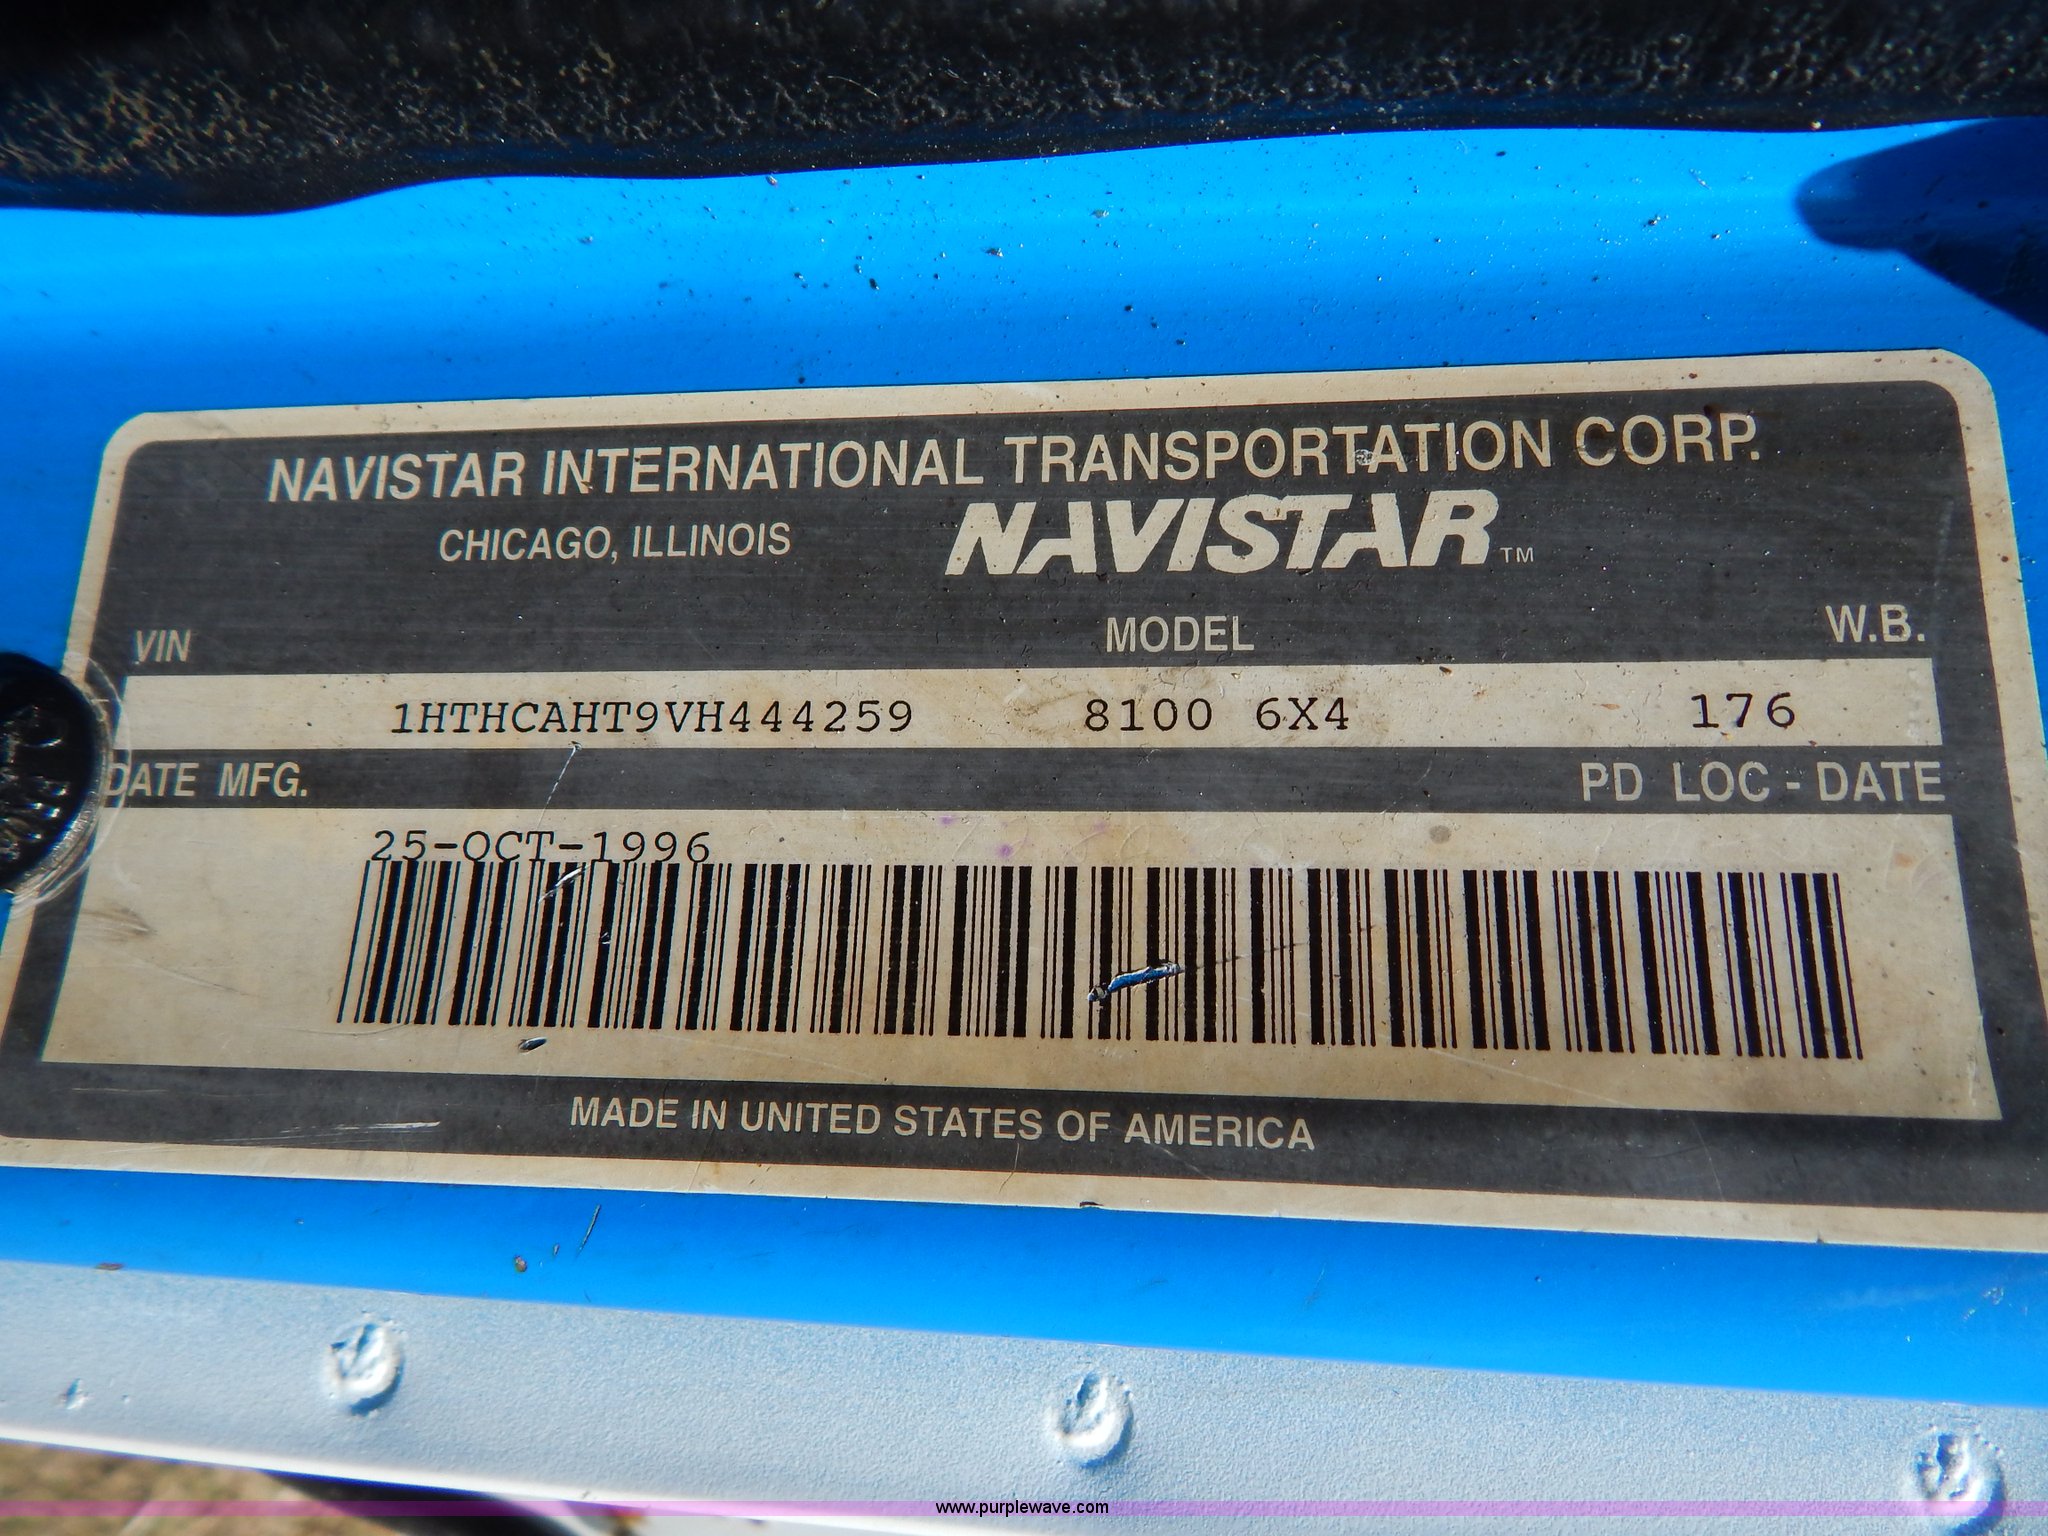 NAVISTAR INTERNATIONAL TRANSPORTATION CORP.
CHICAGO, ILLINOIS NAVISTAR™
VIN MODEL W.B.
1HTHCAHT9VH444259 8100 6X4 176
DATE MFG. PD LOC - DATE
25-OCT-1996
MADE IN UNITED STATES OF AMERICA
www.purplewave.com